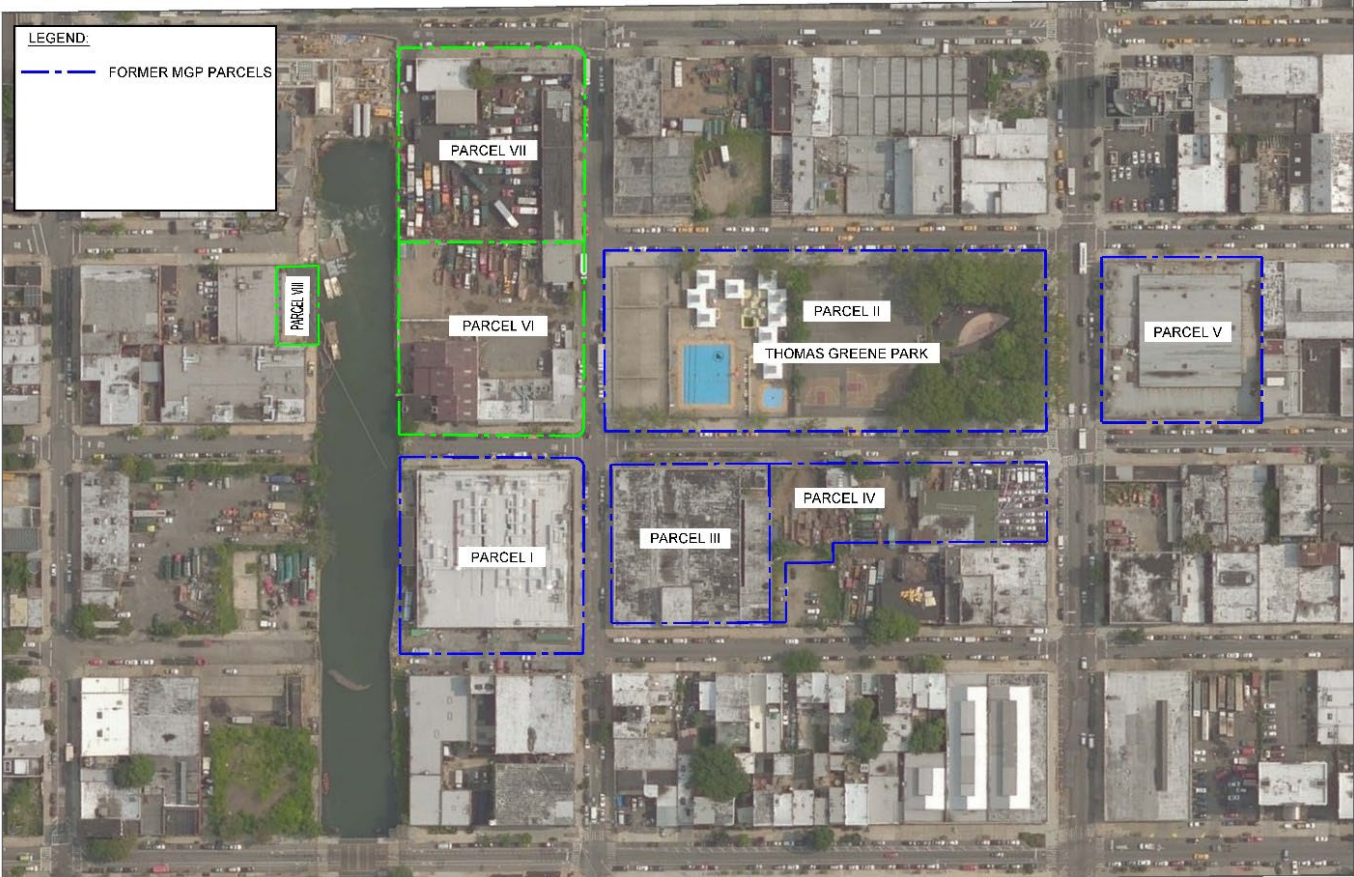 LEGEND:
FORMER MGP PARCELS
PARCEL VII
PARCEL VIII
PARCEL VI
PARCEL II
THOMAS GREENE PARK
PARCEL V
PARCEL I
PARCEL III
PARCEL IV